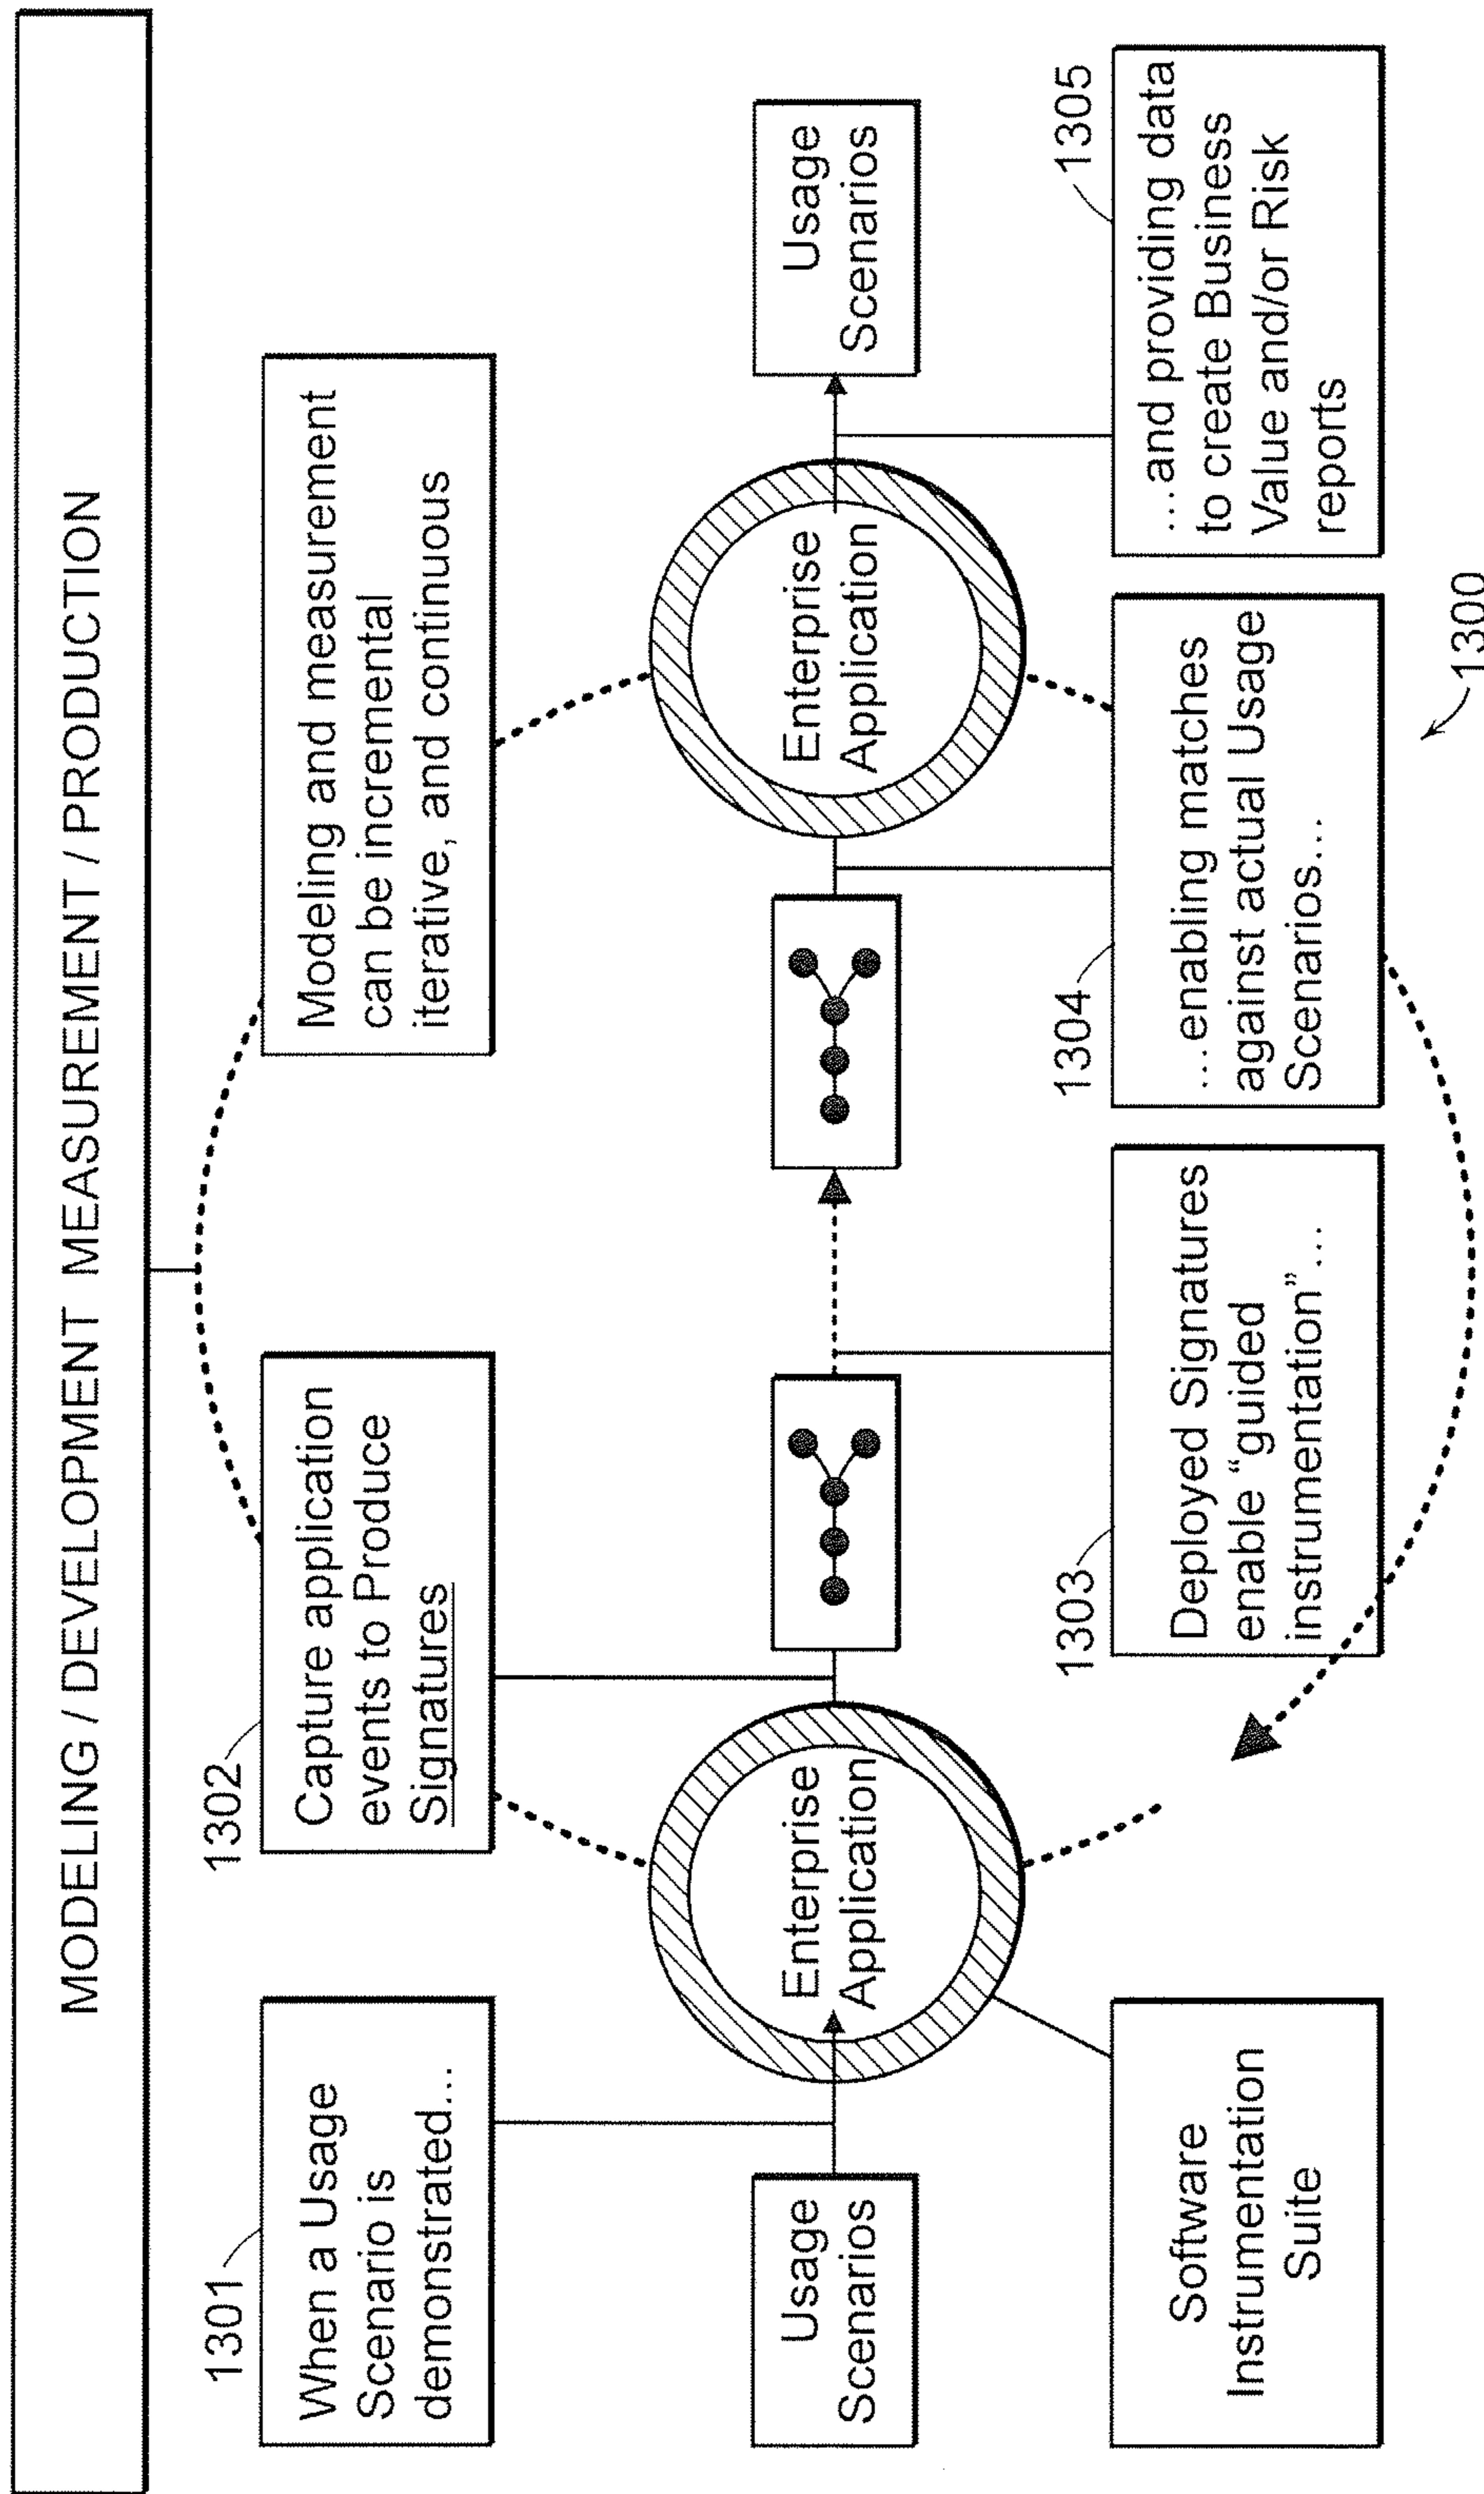 MODELING / DEVELOPMENT MEASUREMENT / PRODUCTION
1301
When a Usage
Scenario is
demonstrated...
1302
Capture application
events to Produce
Signatures
Modeling and measurement
can be incremental
iterative, and continuous
Usage
Scenarios
Enterprise
Application
Enterprise
Application
Usage
Scenarios
Software
Instrumentation
Suite
1303
Deployed Signatures
enable “guided
instrumentation”...
1304
...enabling matches
against actual Usage
Scenarios...
1305
...and providing data
to create Business
Value and/or Risk
reports
1300